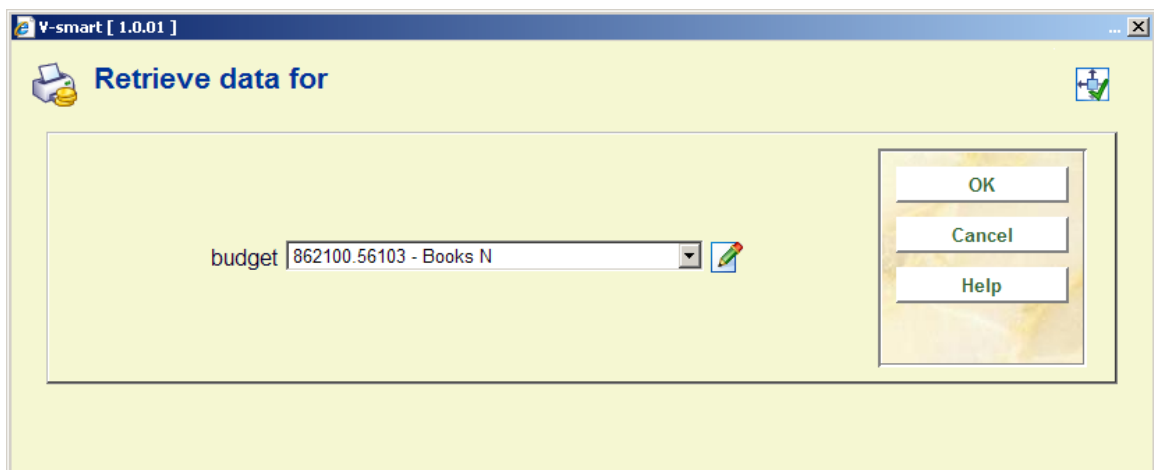 V-smart [ 1.0.01 ] ...
Retrieve data for
budget 862100.56103 - Books N
OK
Cancel
Help